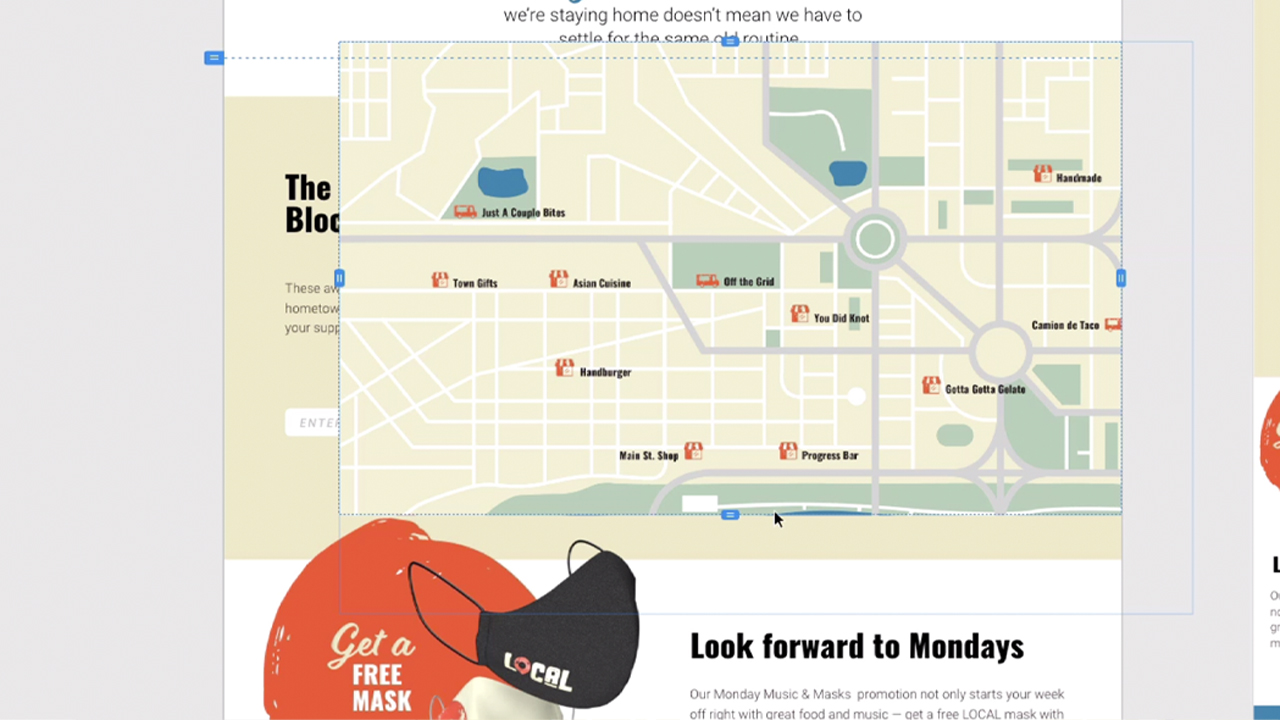 we're staying home doesn't mean we have to
settle for the same old routine
The
Bloc
These aw
hometow
your supp
ENTE
Handmade
Just A Couple Bites
Town Gifts
Asian Cuisine
Off the Grid
You Did Knot
Camion de Taco
Handburger
Gotta Gotta Gelato
Main St. Shop
Progress Bar
Get a
FREE
MASK
LOCAL
Look forward to Mondays
Our Monday Music & Masks promotion not only starts your week
off right with great food and music — get a free LOCAL mask with